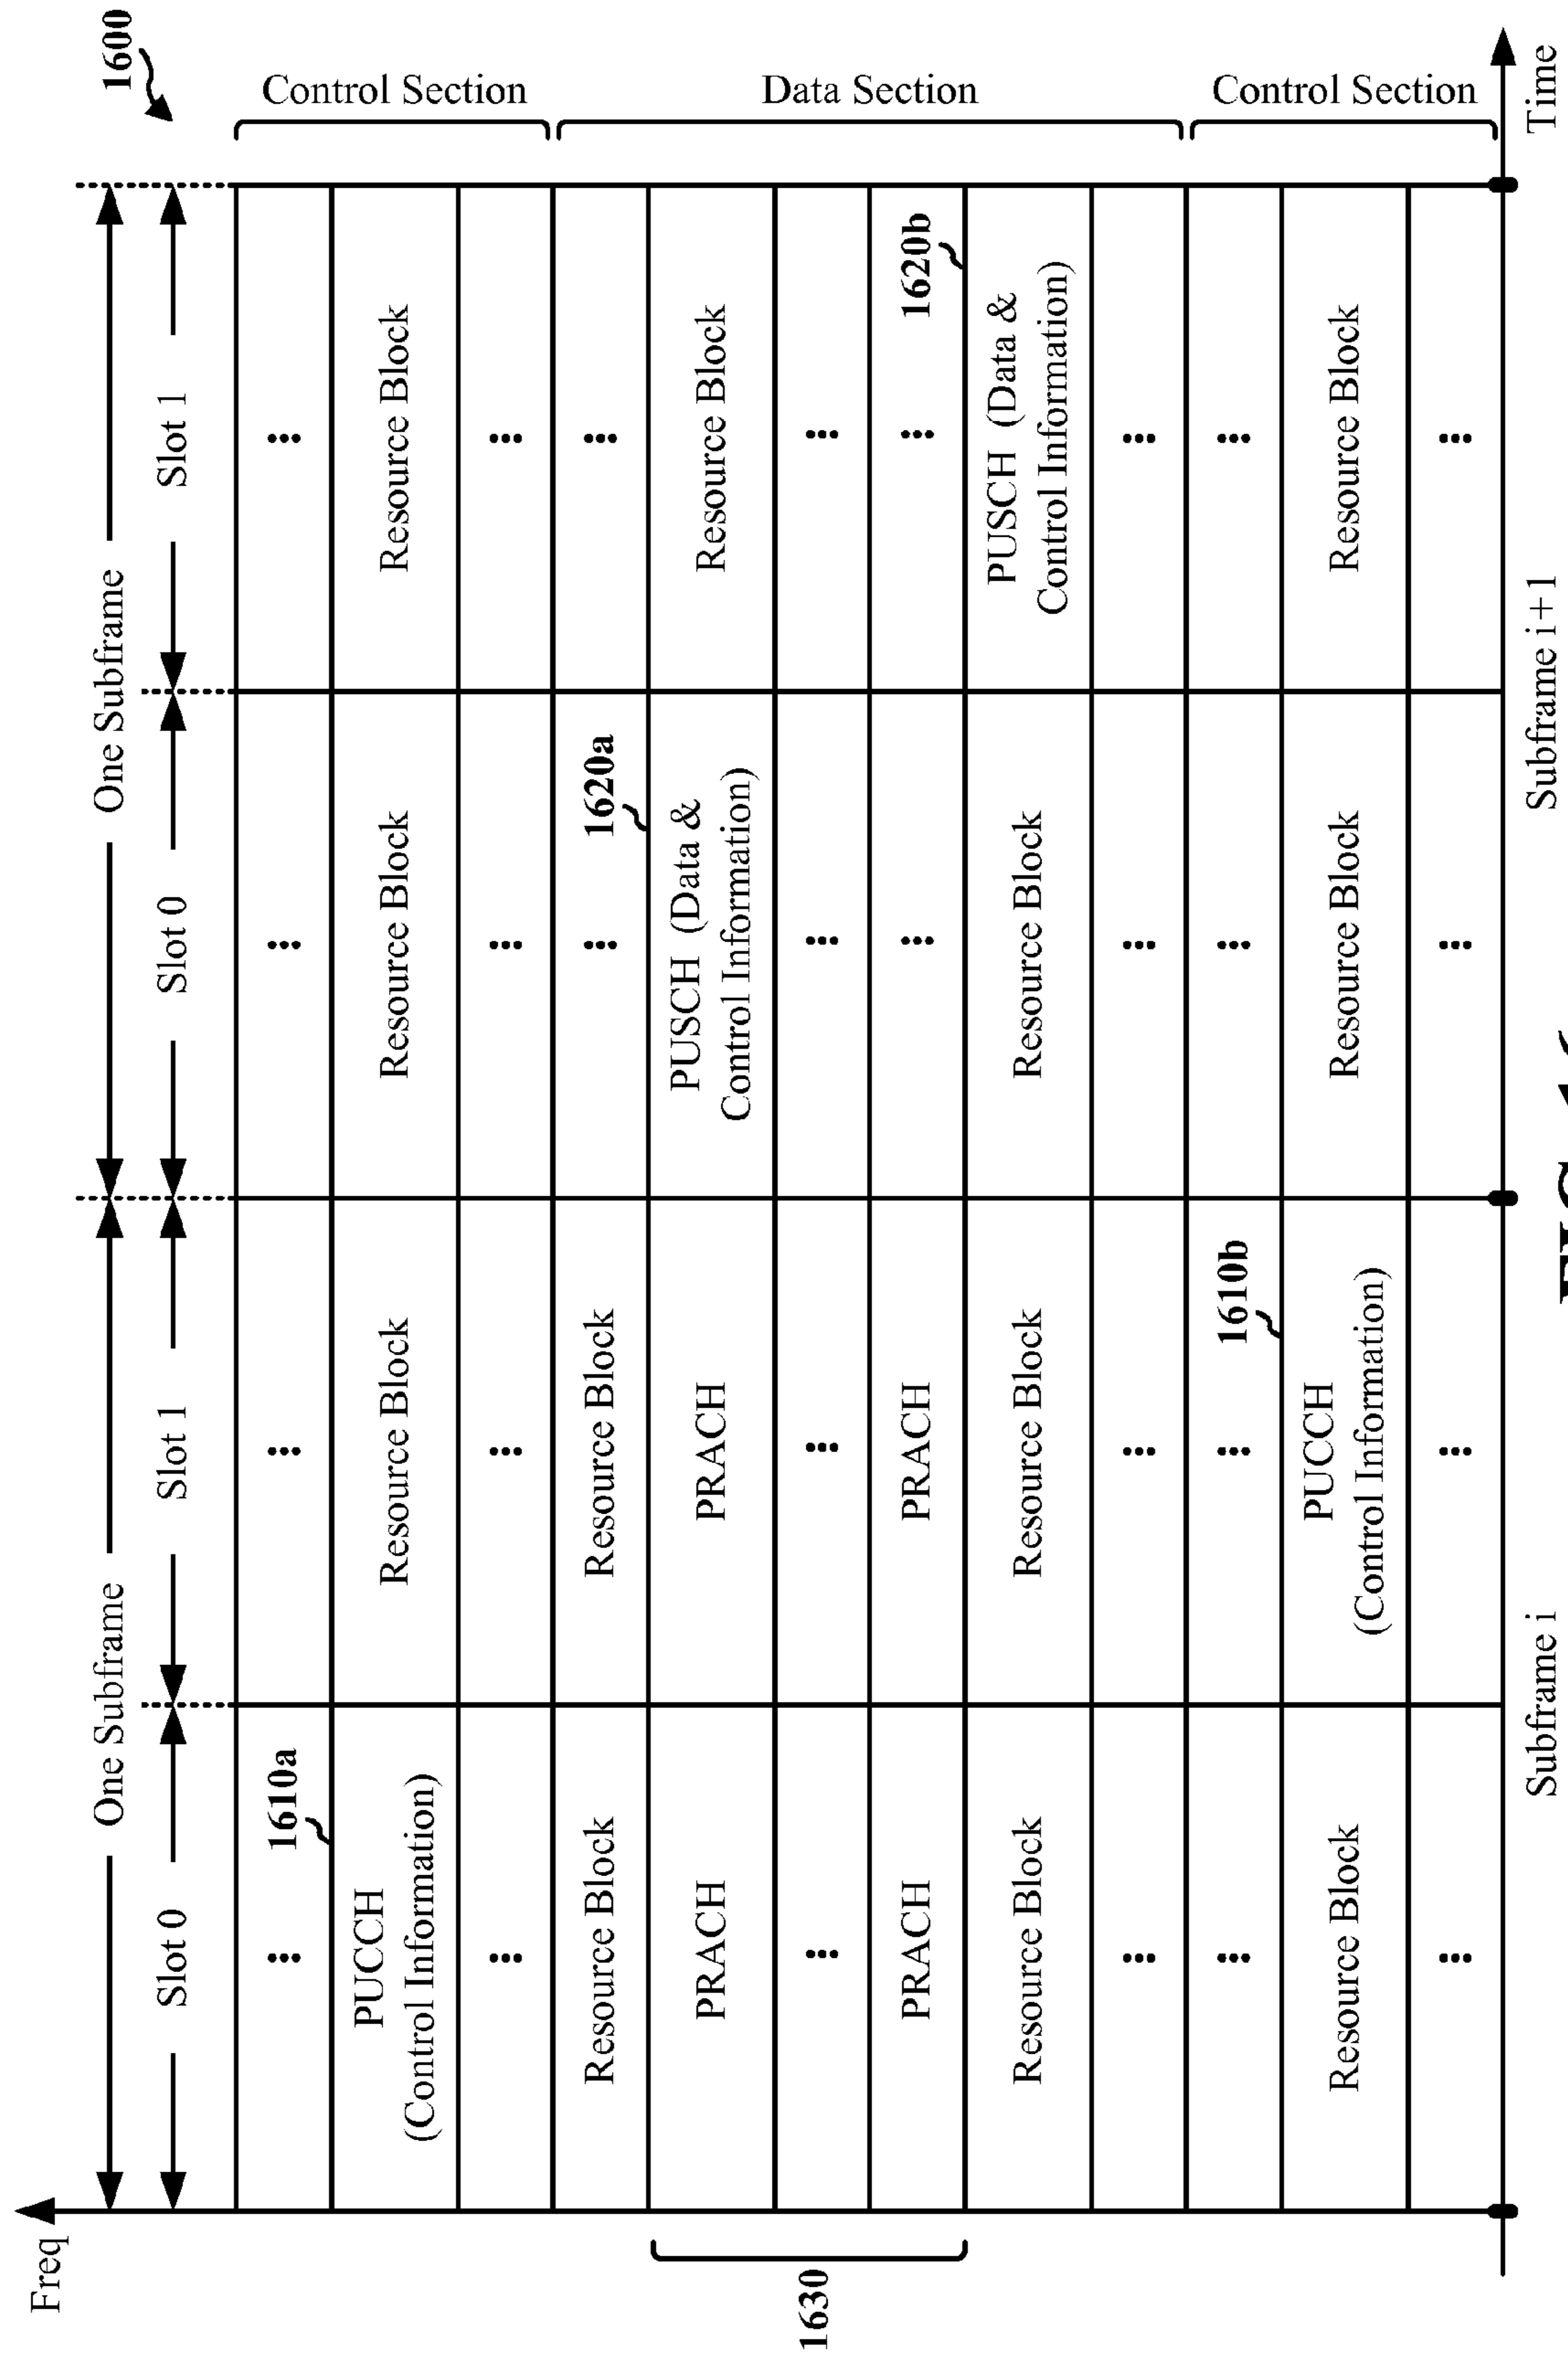 1600
Freq
One Subframe
One Subframe
Slot 0
Slot 1
Slot 0
Slot 1
⋮
⋮
⋮
⋮
1610a
Control Section
PUCCH
(Control Information)
Resource Block
Resource Block
Resource Block
⋮
⋮
⋮
⋮
Resource Block
Resource Block
⋮
⋮
1620a
Data Section
1630
PRACH
PRACH
PUSCH (Data &
Control Information)
Resource Block
⋮
⋮
⋮
⋮
PRACH
PRACH
⋮
⋮
1620b
Resource Block
Resource Block
Resource Block
PUSCH (Data &
Control Information)
⋮
⋮
⋮
⋮
⋮
⋮
⋮
⋮
1610b
Control Section
Resource Block
PUCCH
(Control Information)
Resource Block
Resource Block
⋮
⋮
⋮
⋮
Subframe i
Subframe i+1
Time